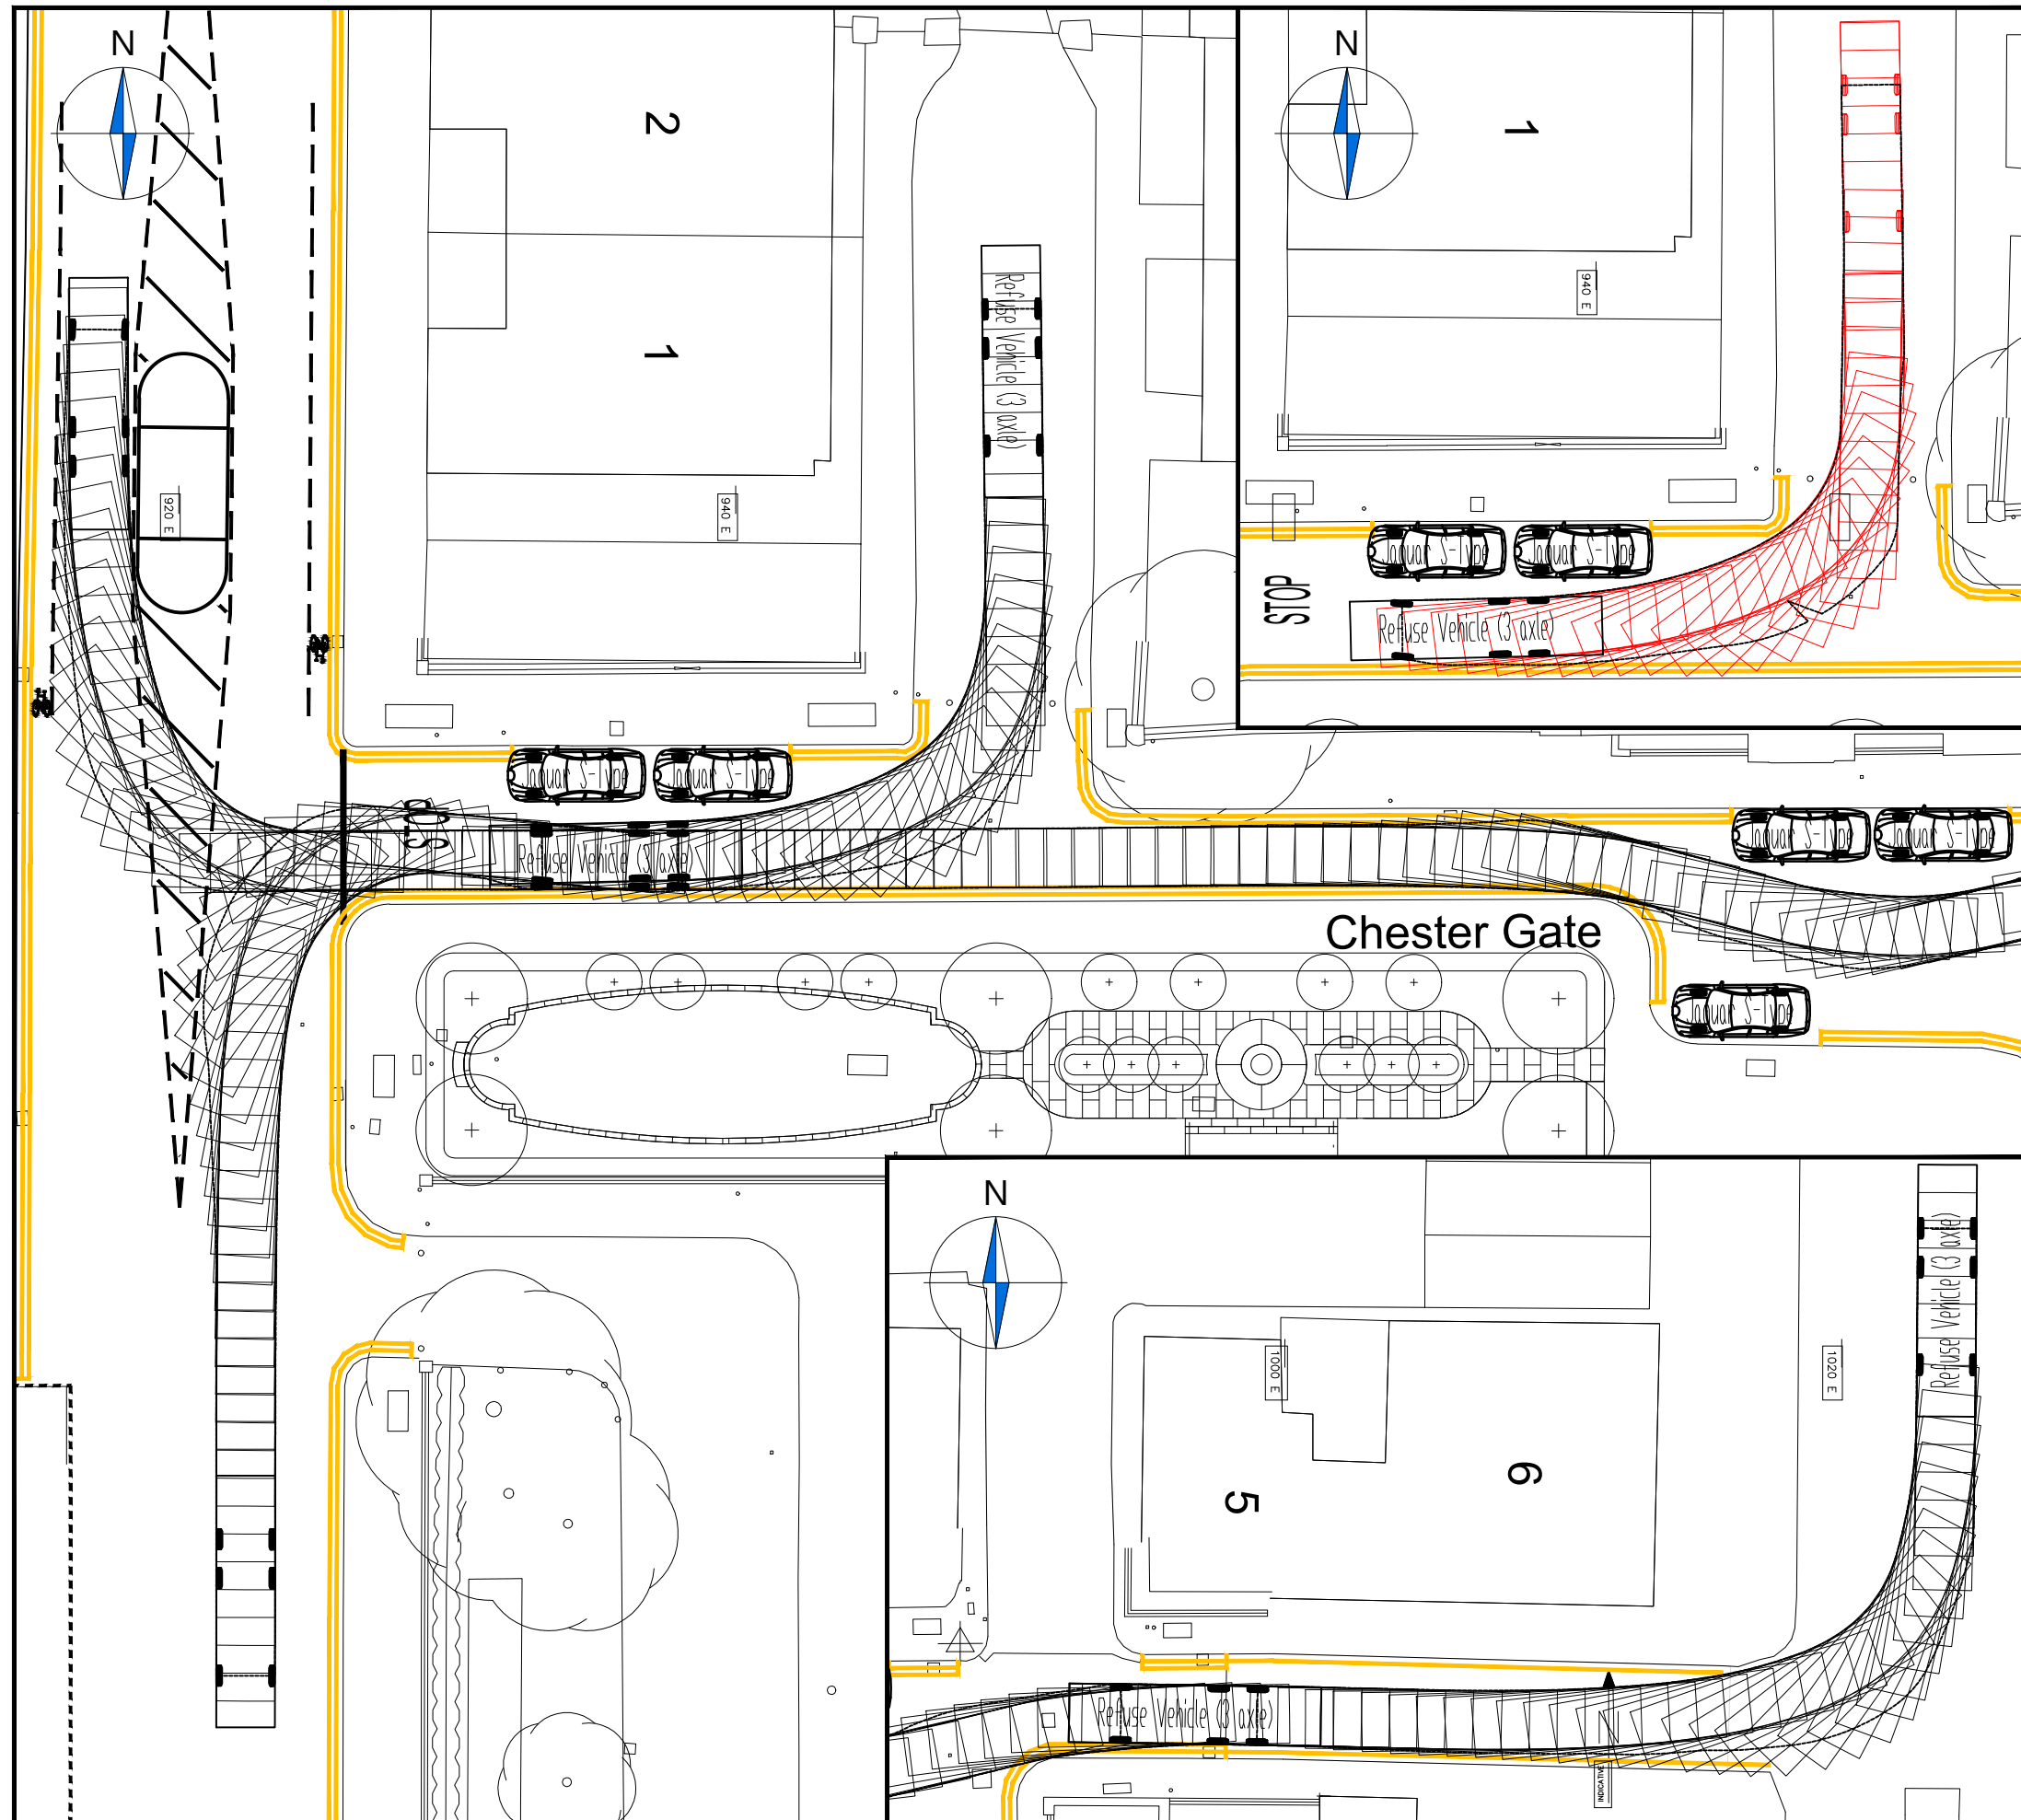 N
2
1
920 E
940 E
Refuse Vehicle (3 axle)
N
1
940 E
Jaguar S-Type
Jaguar S-Type
STOP
Refuse Vehicle (3 axle)
Jaguar S-Type
Jaguar S-Type
STOP
Refuse Vehicle (3 axle)
Jaguar S-Type
Jaguar S-Type
Chester Gate
Jaguar S-Type
N
Refuse Vehicle (3 axle)
1000 E
1020 E
6
5
Refuse Vehicle (3 axle)
N
INDICATIVE